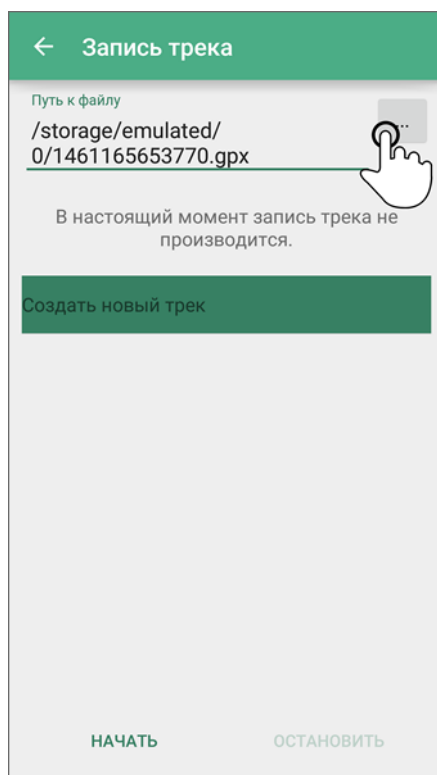 Запись трека
Путь к файлу
/storage/emulated/
0/1461165653770.gpx
...
В настоящий момент запись трека не
производится.
Создать новый трек
НАЧАТЬ
ОСТАНОВИТЬ